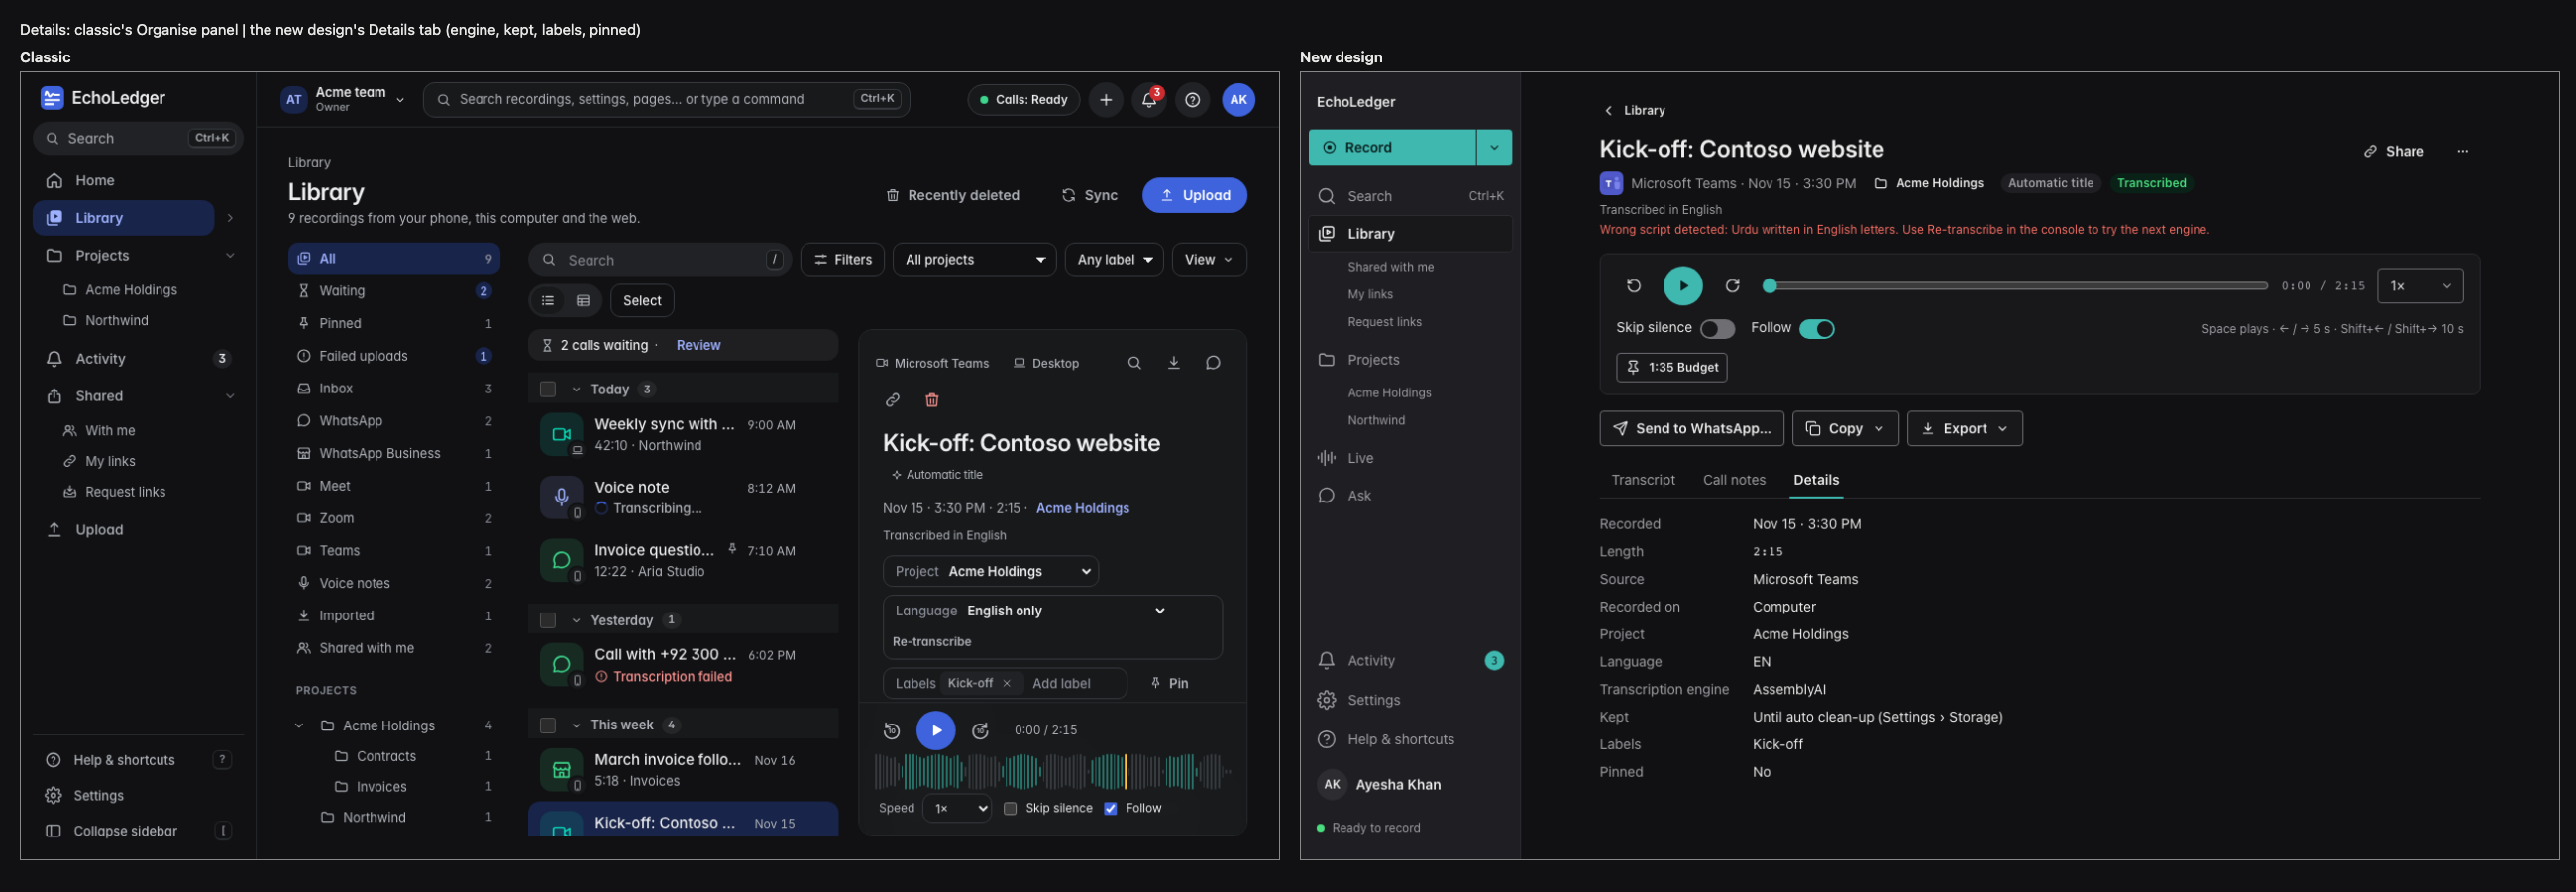 Details: classic's Organise panel | the new design's Details tab (engine, kept, labels, pinned)
Classic
EchoLedger
Search Ctrl+K
Home
Library
Projects
Acme Holdings
Northwind
Activity 3
Shared
With me
My links
Request links
Upload
Help & shortcuts ?
Settings
Collapse sidebar [
AT Acme team
Owner
Search recordings, settings, pages... or type a command Ctrl+K
Calls: Ready
3
AK
Library
Library
9 recordings from your phone, this computer and the web.
Recently deleted
Sync
Upload
All 9
Waiting 2
Pinned 1
Failed uploads 1
Inbox 3
WhatsApp 2
WhatsApp Business 1
Meet 1
Zoom 2
Teams 1
Voice notes 2
Imported 1
Shared with me 2
PROJECTS
Acme Holdings 4
Contracts 1
Invoices 1
Northwind 1
Search /
Filters
All projects
Any label
View
Select
2 calls waiting · Review
Today 3
Weekly sync with ... 9:00 AM
42:10 · Northwind
Voice note 8:12 AM
Transcribing...
Invoice questio... 7:10 AM
12:22 · Aria Studio
Yesterday 1
Call with +92 300 ... 6:02 PM
Transcription failed
This week 4
March invoice follo... Nov 16
5:18 · Invoices
Kick-off: Contoso ... Nov 15
Microsoft Teams Desktop
Kick-off: Contoso website
Automatic title
Nov 15 · 3:30 PM · 2:15 · Acme Holdings
Transcribed in English
Project Acme Holdings
Language English only
Re-transcribe
Labels Kick-off × Add label
Pin
10 10 0:00 / 2:15
Speed 1× Skip silence Follow
New design
EchoLedger
Record
Search Ctrl+K
Library
Shared with me
My links
Request links
Projects
Acme Holdings
Northwind
Live
Ask
Activity 3
Settings
Help & shortcuts
AK Ayesha Khan
Ready to record
Library
Kick-off: Contoso website
Share ...
T Microsoft Teams · Nov 15 · 3:30 PM Acme Holdings Automatic title Transcribed
Transcribed in English
Wrong script detected: Urdu written in English letters. Use Re-transcribe in the console to try the next engine.
0:00 / 2:15 1×
Skip silence Follow
Space plays · ← / → 5 s · Shift+← / Shift+→ 10 s
1:35 Budget
Send to WhatsApp...
Copy
Export
Transcript Call notes Details
Recorded Nov 15 · 3:30 PM
Length 2:15
Source Microsoft Teams
Recorded on Computer
Project Acme Holdings
Language EN
Transcription engine AssemblyAI
Kept Until auto clean-up (Settings › Storage)
Labels Kick-off
Pinned No